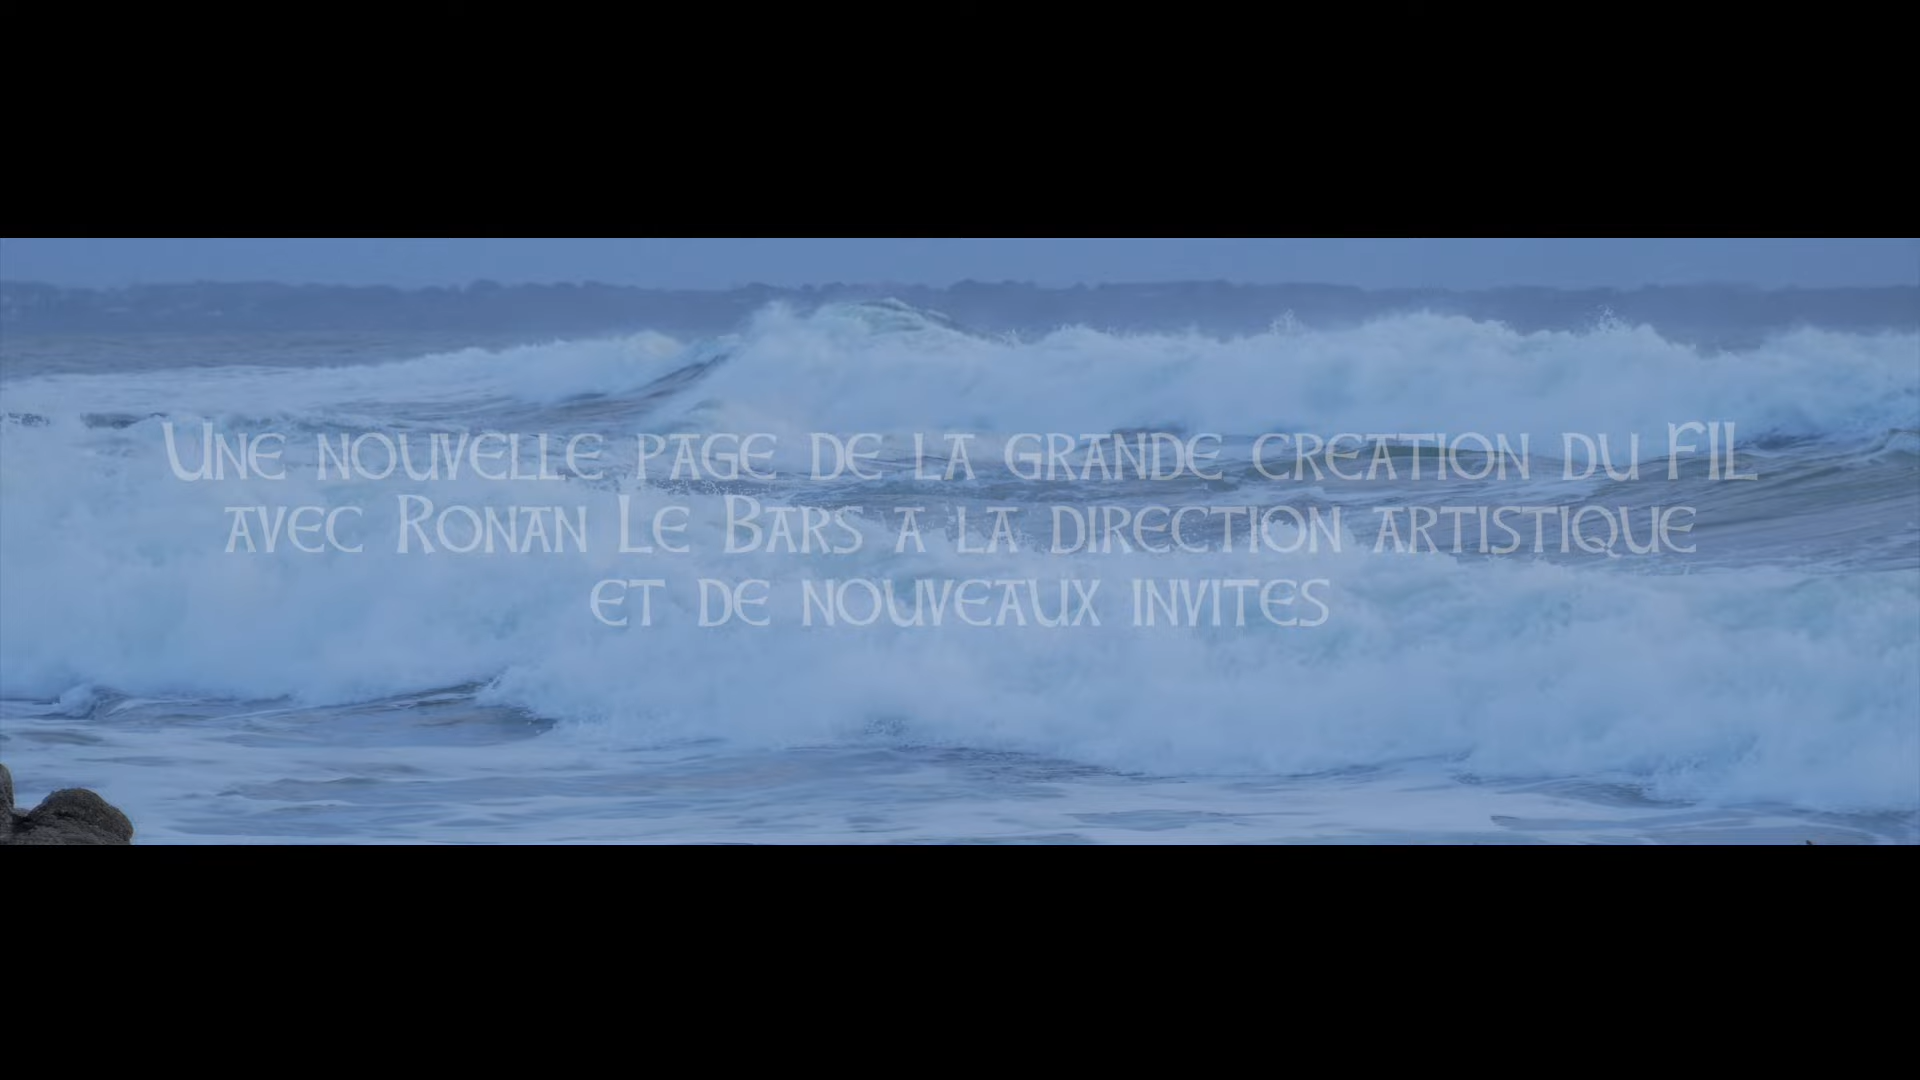 Une nouvelle page de la grande creation du FIL
avec Ronan Le Bars a la direction artistique
et de nouveaux invites